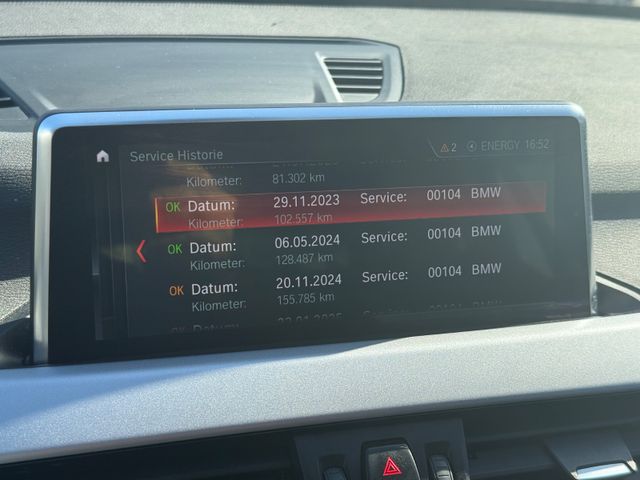 Service Historie
2 ENERGY 16:52
Kilometer: 81.302 km
OK Datum: 29.11.2023 Service: 00104 BMW
Kilometer: 102.557 km
OK Datum: 06.05.2024 Service: 00104 BMW
Kilometer: 128.487 km
OK Datum: 20.11.2024 Service: 00104 BMW
Kilometer: 155.785 km